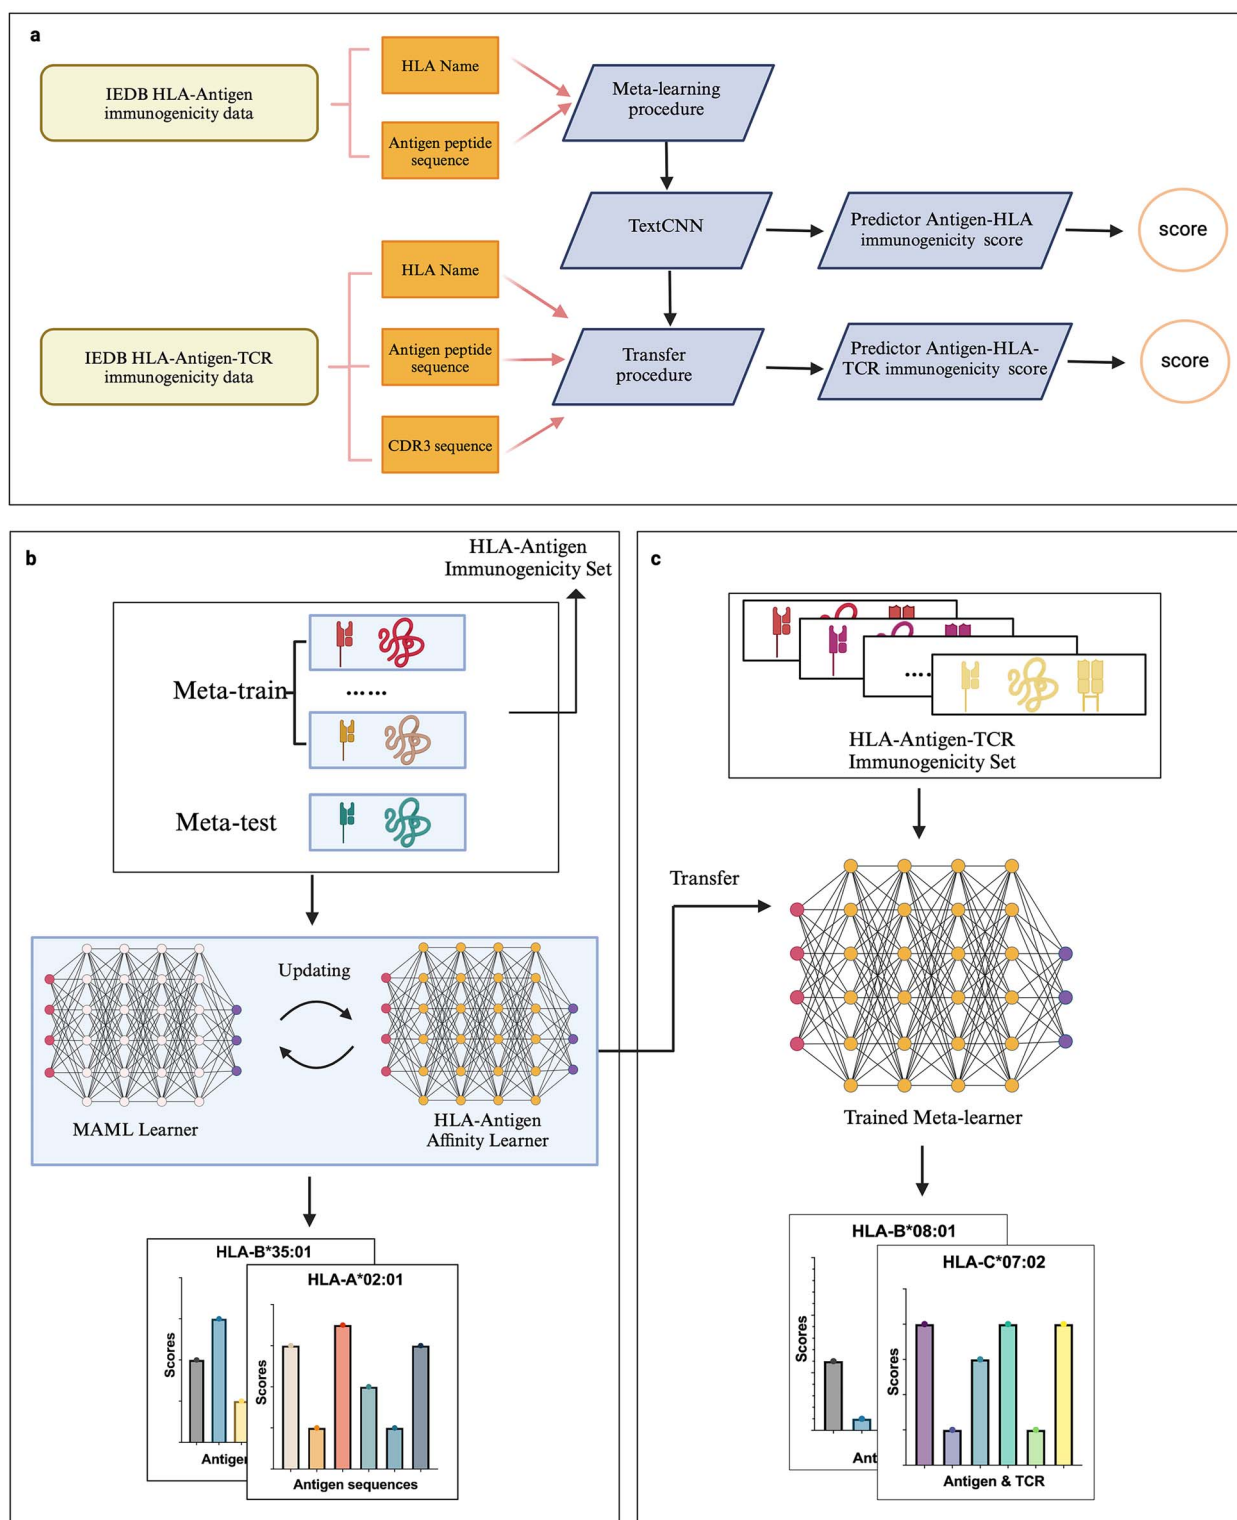 a
IEDB HLA-Antigen
immunogenicity data
HLA Name
Antigen peptide
sequence
Meta-learning
procedure
TextCNN
Predictor Antigen-HLA
immunogenicity score
score
IEDB HLA-Antigen-TCR
immunogenicity data
HLA Name
Antigen peptide
sequence
CDR3 sequence
Transfer
procedure
Predictor Antigen-HLA-
TCR immunogenicity score
score
b
HLA-Antigen
Immunogenicity Set
Meta-train
......
Meta-test
Updating
MAML Learner
HLA-Antigen
Affinity Learner
HLA-B*35:01
Scores
Antigen
HLA-A*02:01
Scores
Antigen sequences
c
....
HLA-Antigen-TCR
Immunogenicity Set
Transfer
Trained Meta-learner
HLA-B*08:01
Scores
Ant
HLA-C*07:02
Scores
Antigen & TCR